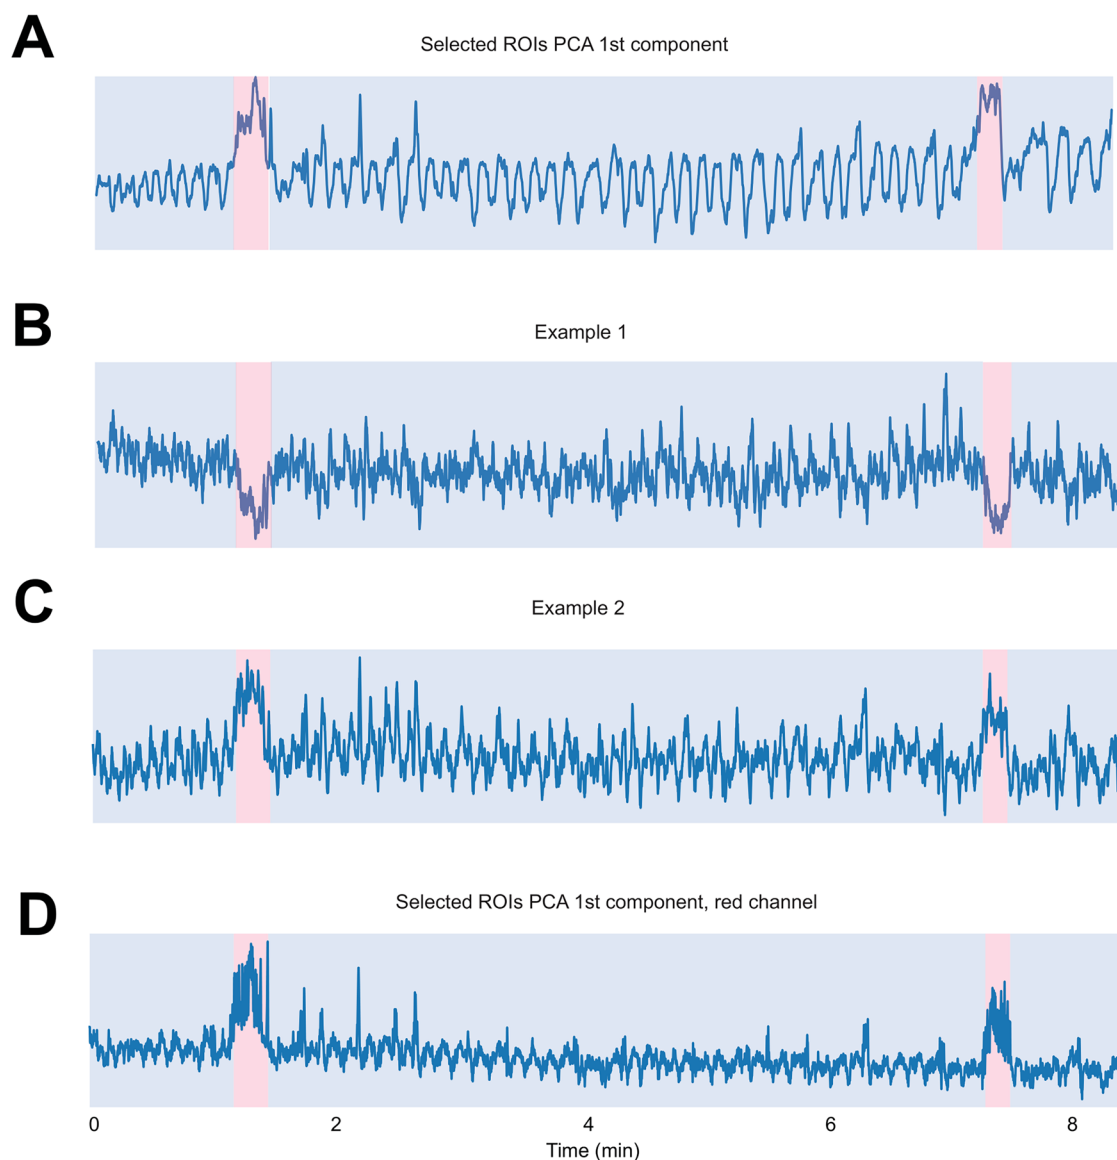 A
Selected ROIs PCA 1st component
B
Example 1
C
Example 2
D
Selected ROIs PCA 1st component, red channel
0 2 4 6 8
Time (min)